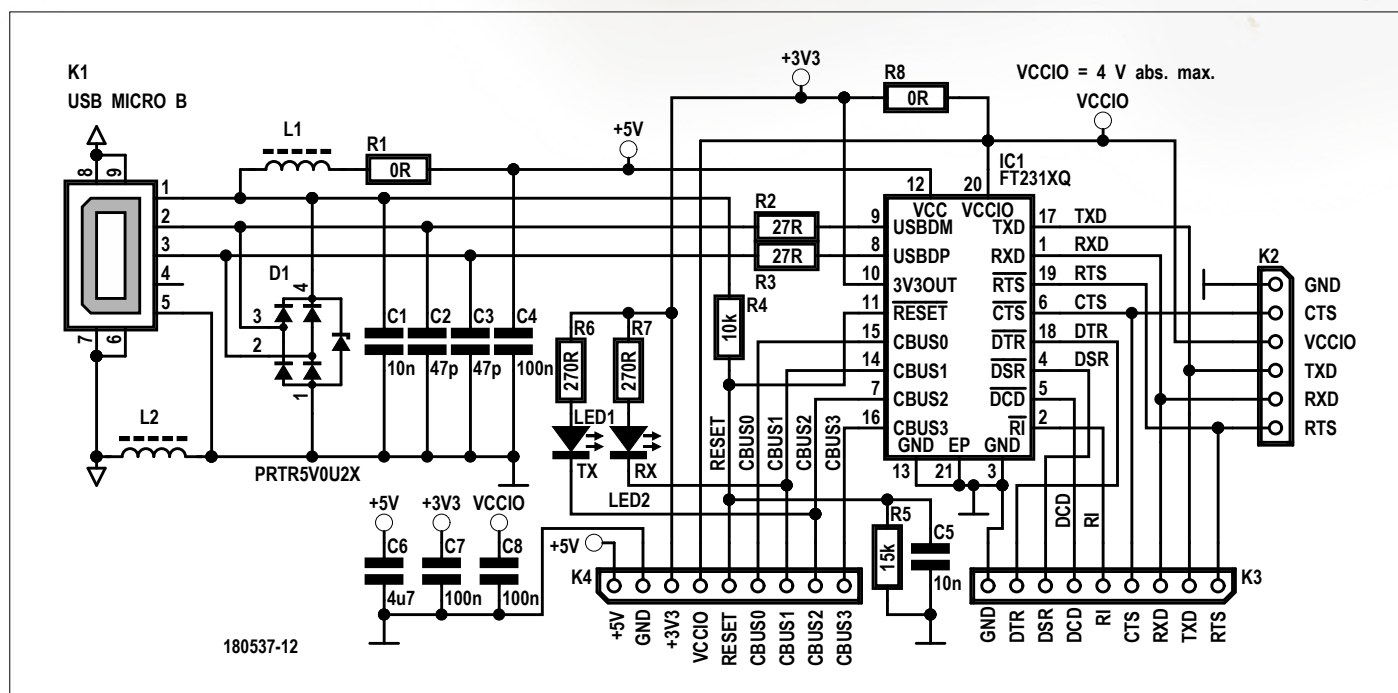 K1
USB MICRO B
+3V3
R8
0R
VCCIO = 4 V abs. max.
VCCIO
L1
R1
0R
+5V
IC1
FT231XQ
8
9
1
2
3
4
5
7
6
12
20
VCC
VCCIO
R2
27R
9
USBDM
TXD
17
TXD
27R
R3
8
USBDP
RXD
1
RXD
10
3V3OUT
RTS
19
RTS
11
RESET
CTS
6
CTS
15
CBUS0
DTR
18
DTR
14
CBUS1
DSR
4
DSR
7
CBUS2
DCD
5
16
CBUS3
RI
2
GND
EP
GND
13
21
3
K2
GND
CTS
VCCIO
TXD
RXD
RTS
D1
4
3
2
1
PRTR5V0U2X
C1
10n
C2
47p
C3
47p
C4
100n
R6
270R
R7
270R
R4
10k
LED1
TX
RX
LED2
RESET
CBUS0
CBUS1
CBUS2
CBUS3
L2
+5V
+3V3
VCCIO
C6
4u7
C7
100n
C8
100n
+5V
K4
+5V
GND
+3V3
VCCIO
RESET
CBUS0
CBUS1
CBUS2
CBUS3
R5
15k
C5
10n
DCD
RI
K3
GND
DTR
DSR
DCD
RI
CTS
RXD
TXD
RTS
180537-12